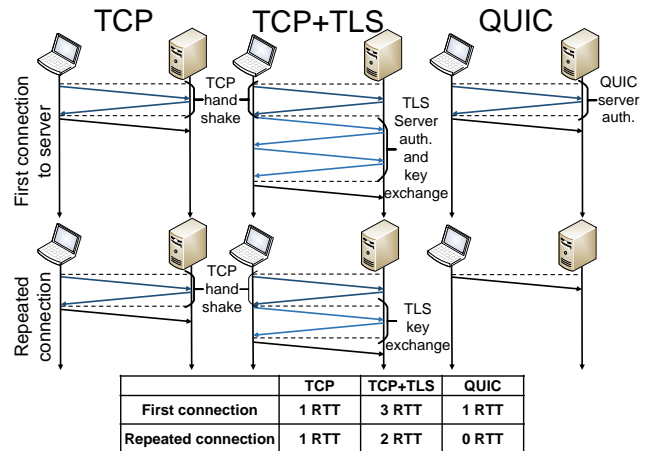 TCP
TCP+TLS
QUIC
First connection
to server
TCP
hand
shake
TLS
Server
auth.
and
key
exchange
QUIC
server
auth.
Repeated
connection
TCP
hand
shake
TLS
key
exchange
TCP TCP+TLS QUIC
First connection 1 RTT 3 RTT 1 RTT
Repeated connection 1 RTT 2 RTT 0 RTT